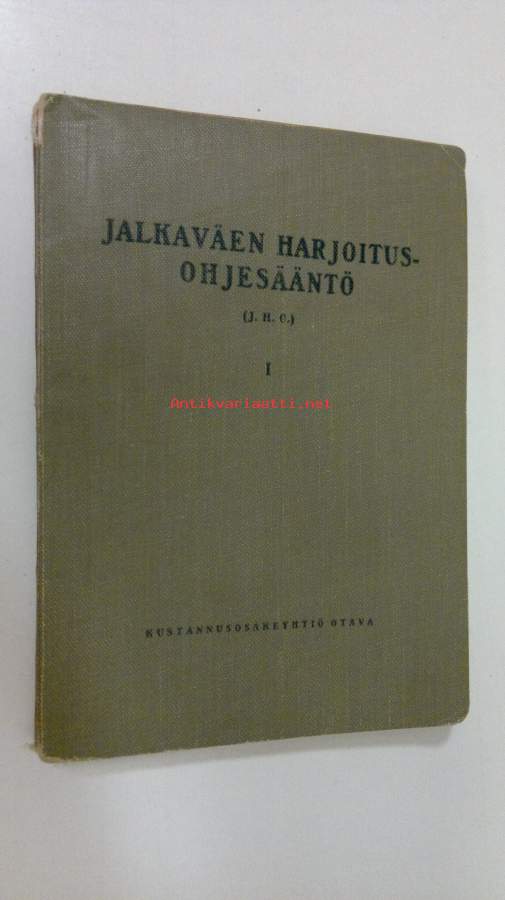 JALKAVÄEN HARJOITUS-
OHJESÄÄNTÖ
(J. H. O.)
I
Antikvariaatti.net
KUSTANNUSOSAKEYHTIÖ OTAVA